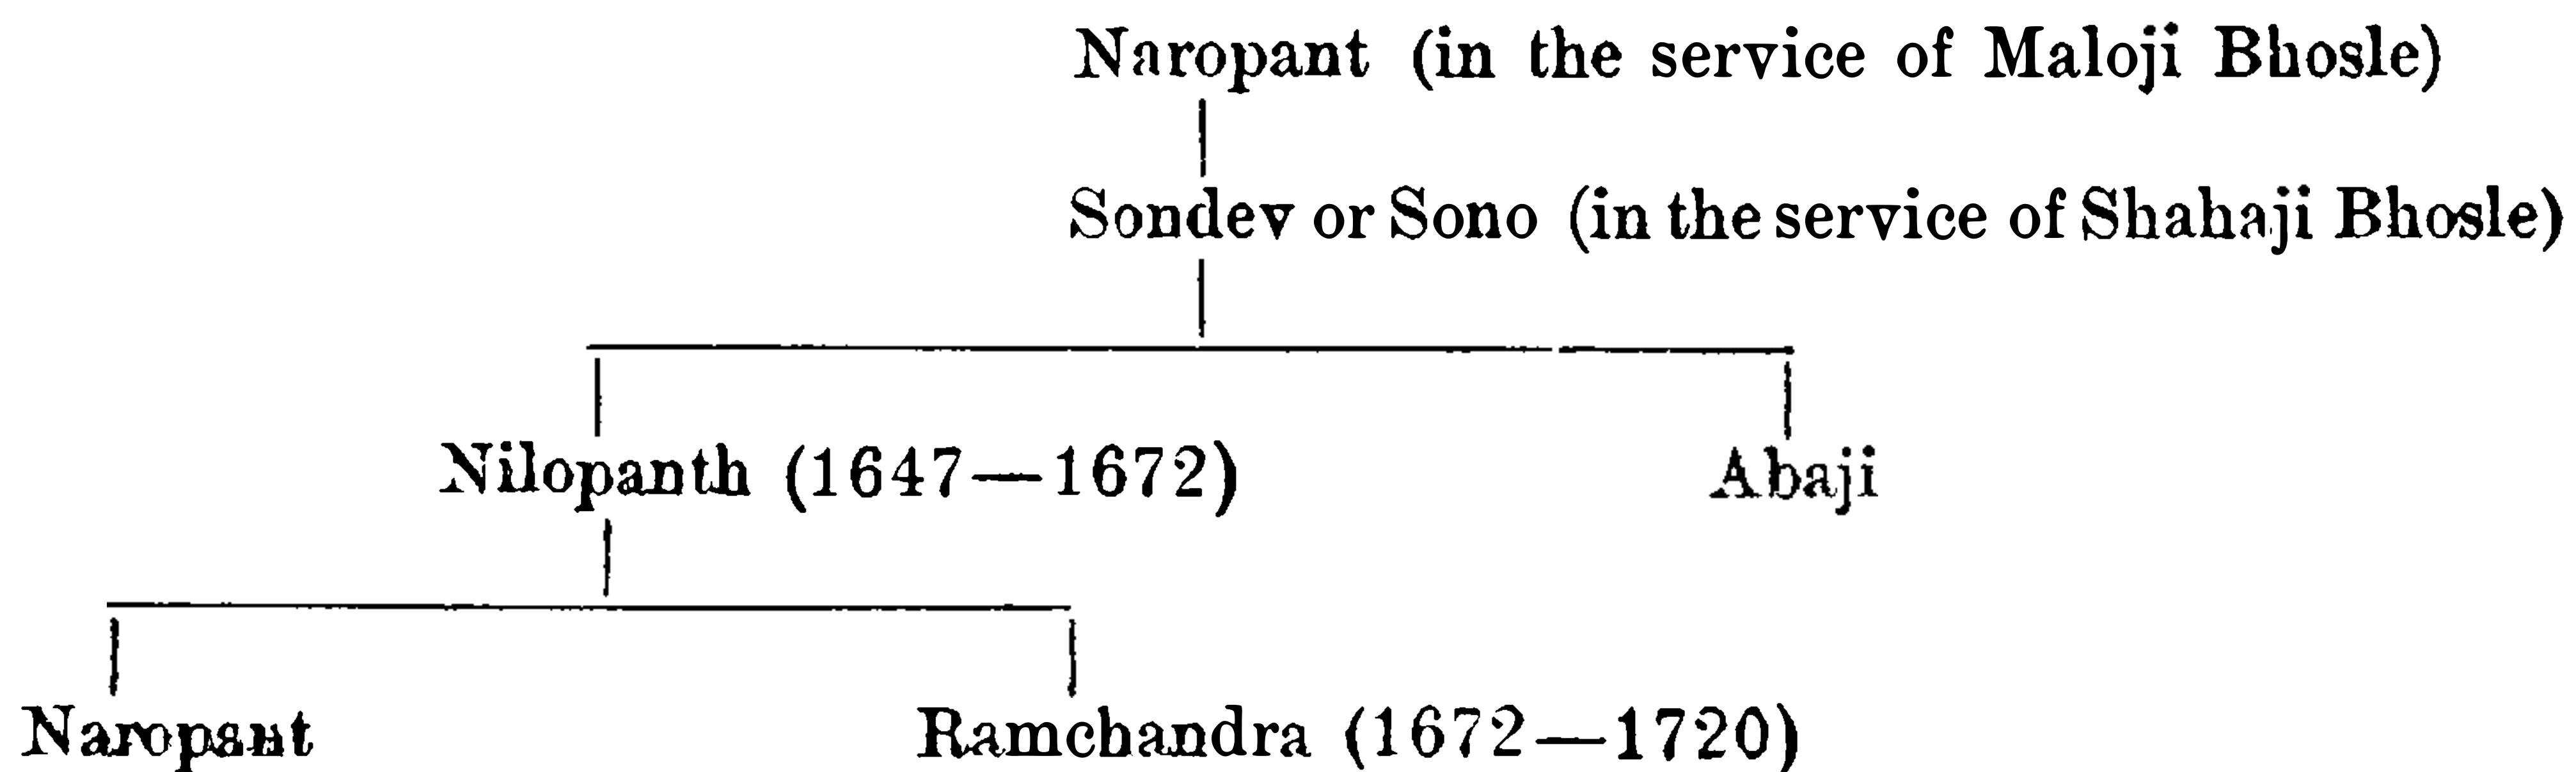 Naropant (in the service of Maloji Bhosle)
Sondev or Sono (in the service of Shahaji Bhosle)
Nilopanth (1647—1672) Abaji
Naropant Ramchandra (1672—1720)